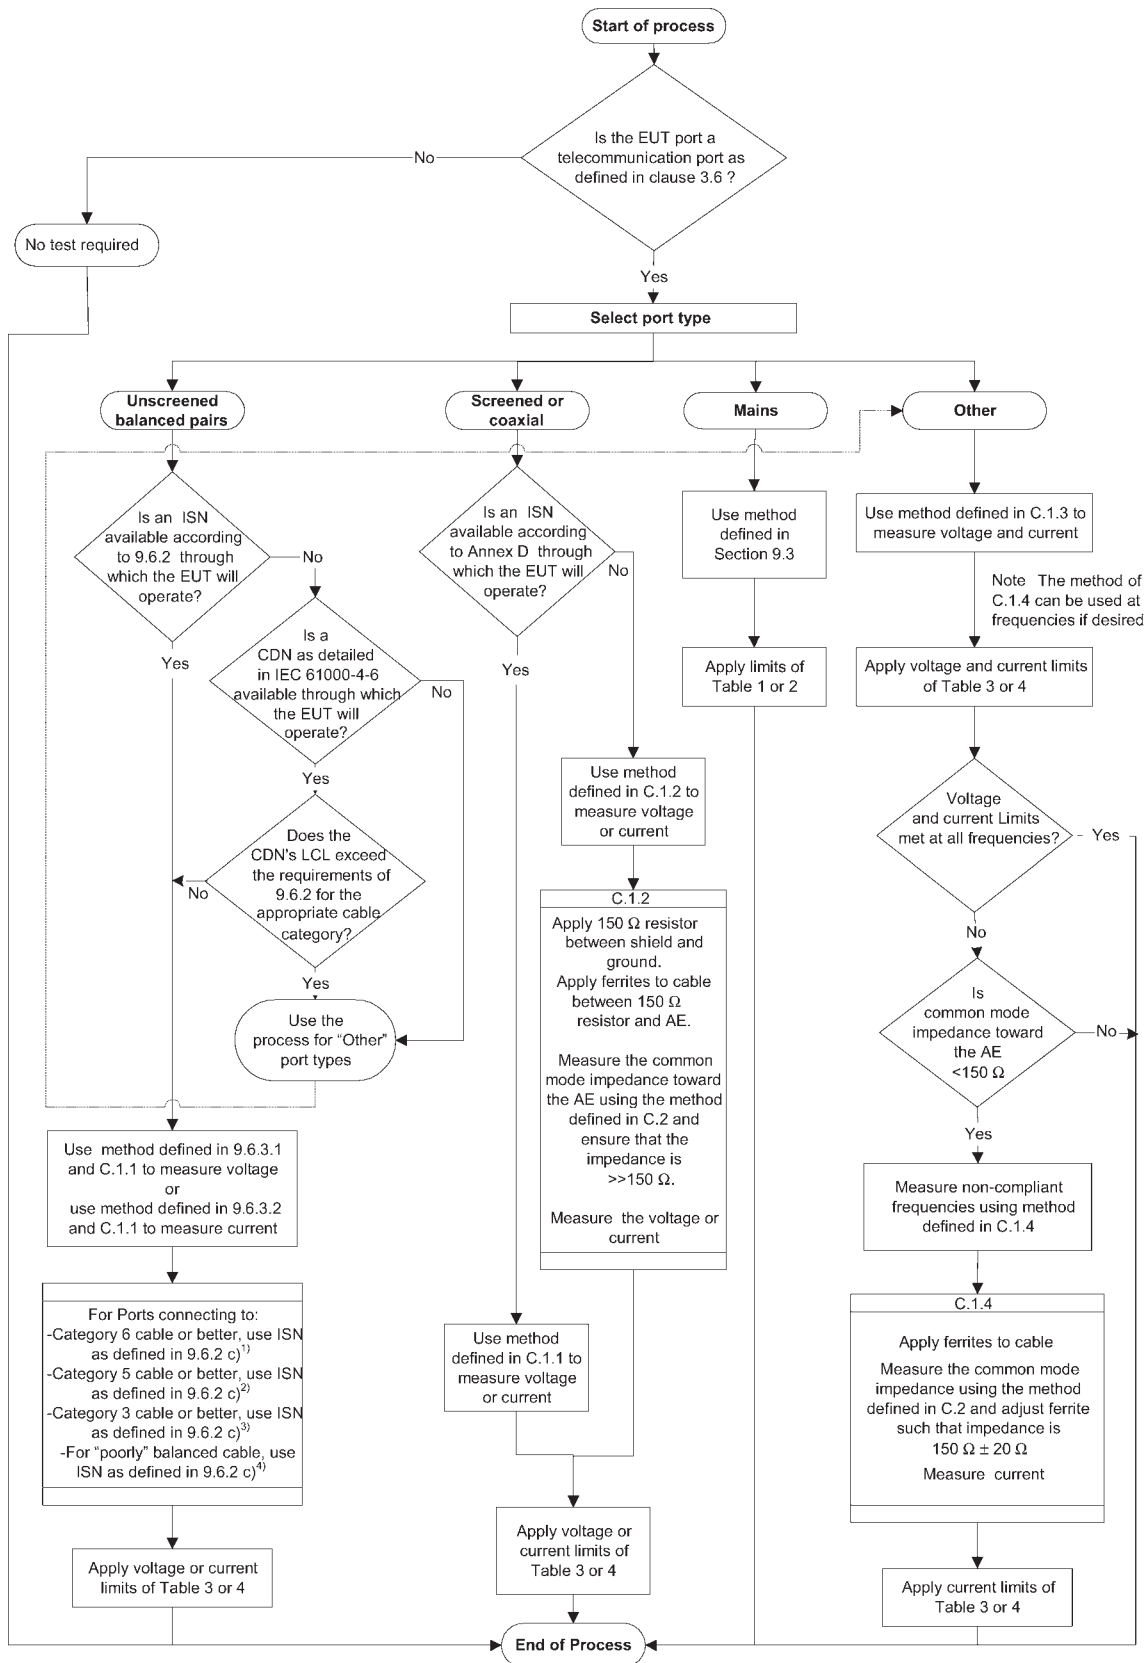 Start of process
Is the EUT port a
telecommunication port as
defined in clause 3.6 ?
No
No test required
Yes
Select port type
Unscreened
balanced pairs
Screened or
coaxial
Mains
Other
Is an ISN
available according
to 9.6.2 through
which the EUT will
operate?
No
Yes
Is a
CDN as detailed
in IEC 61000-4-6
available through which
the EUT will
operate?
No
Yes
Does the
CDN's LCL exceed
the requirements of
9.6.2 for the
appropriate cable
category?
No
Yes
Use the
process for “Other”
port types
Use method defined in 9.6.3.1
and C.1.1 to measure voltage
or
use method defined in 9.6.3.2
and C.1.1 to measure current
For Ports connecting to:
-Category 6 cable or better, use ISN
as defined in 9.6.2 c)1)
-Category 5 cable or better, use ISN
as defined in 9.6.2 c)2)
-Category 3 cable or better, use ISN
as defined in 9.6.2 c)3)
-For “poorly” balanced cable, use
ISN as defined in 9.6.2 c)4)
Apply voltage or current
limits of Table 3 or 4
Is an ISN
available according
to Annex D through
which the EUT will
operate?
No
Yes
Use method
defined in C.1.2 to
measure voltage
or current
C.1.2
Apply 150 Ω resistor
between shield and
ground.
Apply ferrites to cable
between 150 Ω
resistor and AE.
Measure the common
mode impedance toward
the AE using the method
defined in C.2 and
ensure that the
impedance is
>>150 Ω.
Measure the voltage or
current
Use method
defined in C.1.1 to
measure voltage
or current
Apply voltage or
current limits of
Table 3 or 4
Use method
defined in
Section 9.3
Apply limits of
Table 1 or 2
Use method defined in C.1.3 to
measure voltage and current
Note The method of
C.1.4 can be used at
frequencies if desired
Apply voltage and current limits
of Table 3 or 4
Voltage
and current Limits
met at all frequencies?
Yes
No
Is
common mode
impedance toward
the AE
<150 Ω
No
Yes
Measure non-compliant
frequencies using method
defined in C.1.4
C.1.4
Apply ferrites to cable
Measure the common mode
impedance using the method
defined in C.2 and adjust ferrite
such that impedance is
150 Ω ± 20 Ω
Measure current
Apply current limits of
Table 3 or 4
End of Process